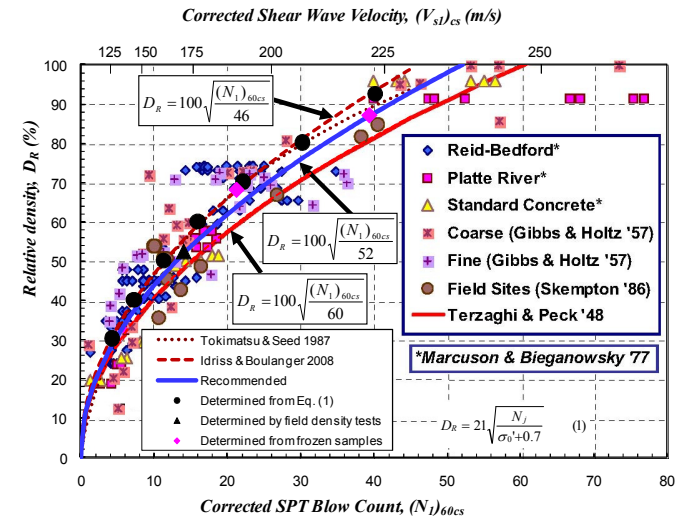 Corrected Shear Wave Velocity, (Vs1)cs (m/s)
125 150 175 200 225 250
Relative density, DR (%)
100
90
80
70
60
50
40
30
20
10
0
DR = 100√((N1)60cs / 46)
DR = 100√((N1)60cs / 52)
DR = 100√((N1)60cs / 60)
Reid-Bedford*
Platte River*
Standard Concrete*
Coarse (Gibbs & Holtz '57)
Fine (Gibbs & Holtz '57)
Field Sites (Skempton '86)
Terzaghi & Peck '48
*Marcuson & Bieganowsky '77
Tokimatsu & Seed 1987
Idriss & Boulanger 2008
Recommended
Determined from Eq. (1)
Determined by field density tests
Determined from frozen samples
DR = 21√(Nj / σ0'+0.7) (1)
0 10 20 30 40 50 60 70 80
Corrected SPT Blow Count, (N1)60cs